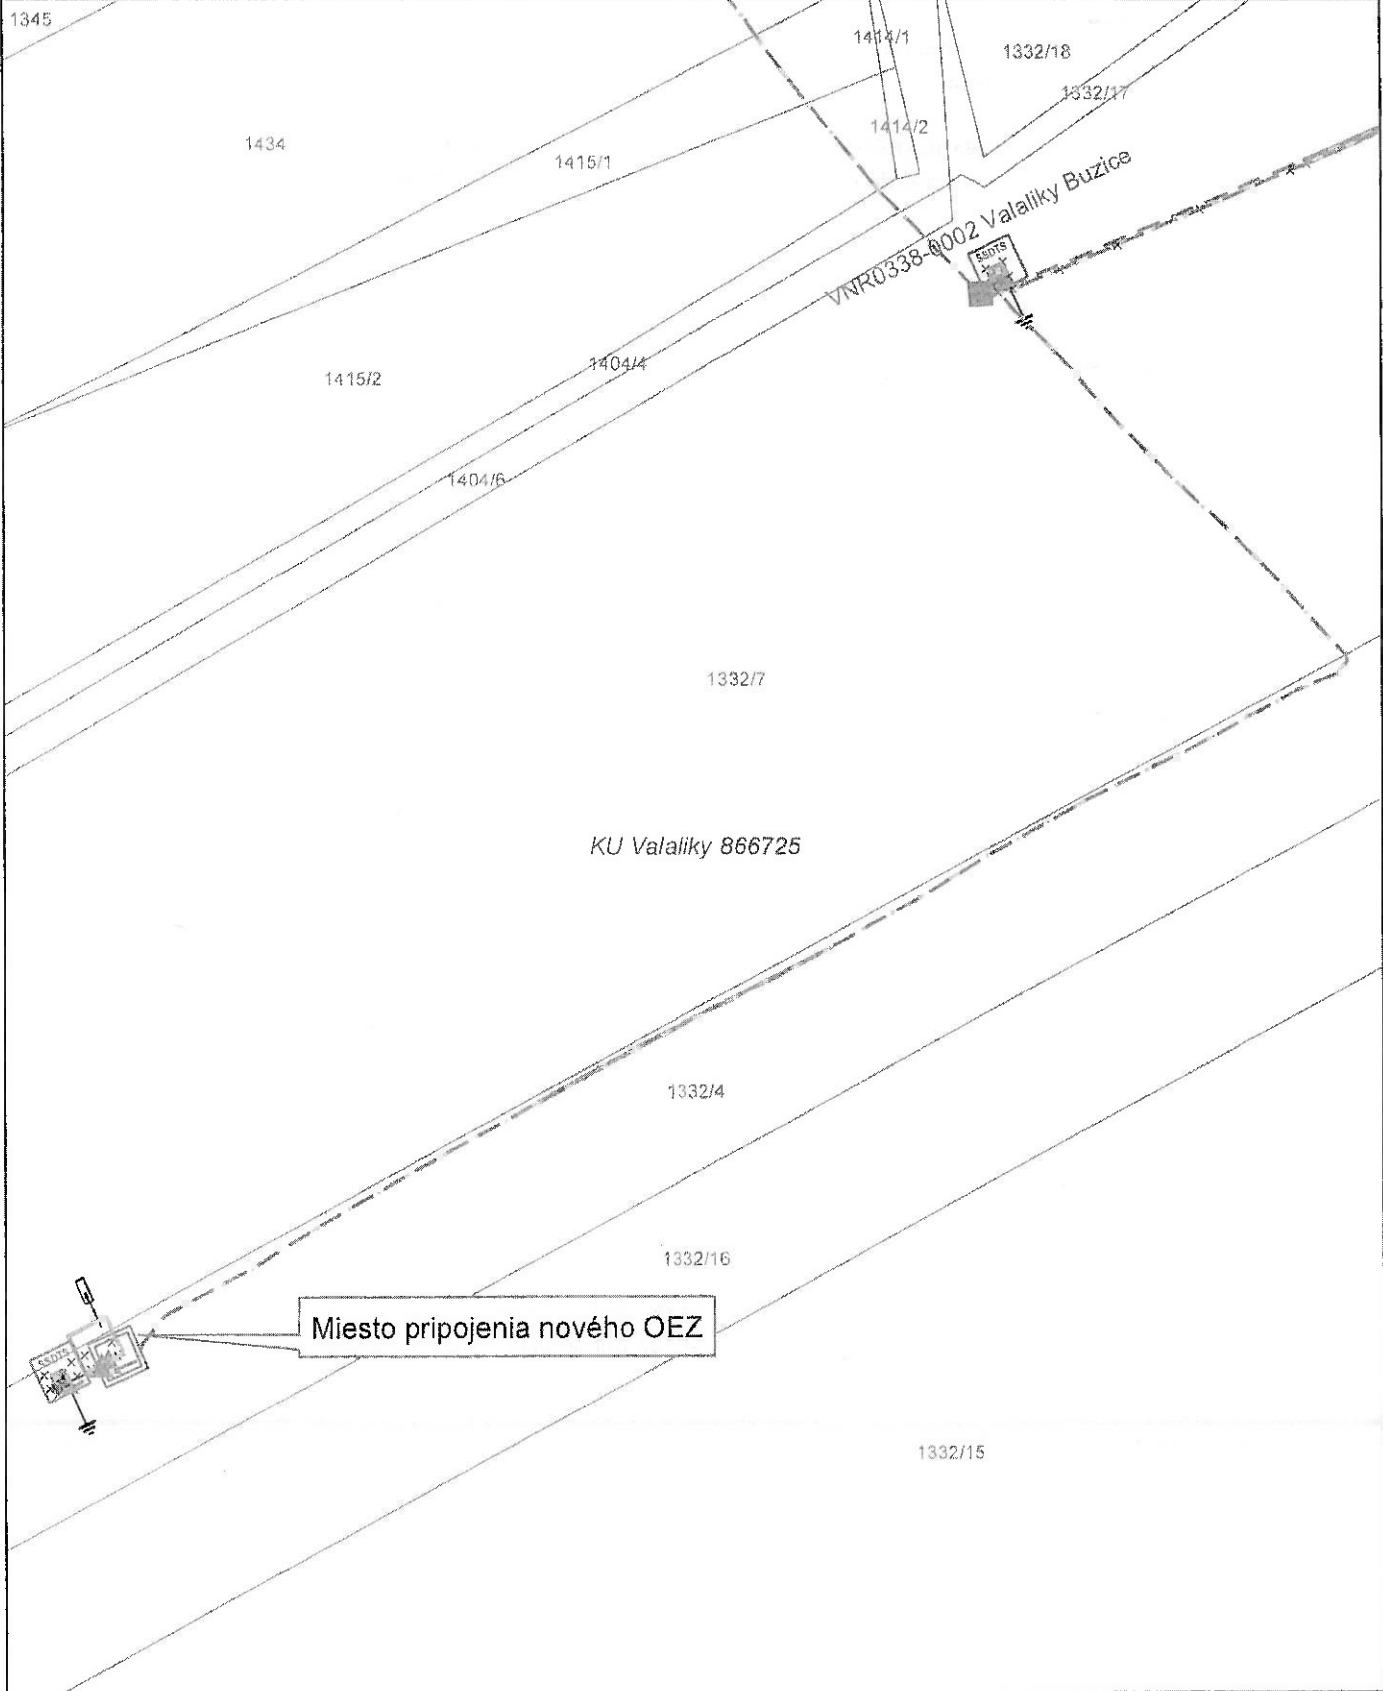 1345
1414/1
1332/18
1332/17
1434
1414/2
1415/1
VNR0338-0002 Valaliky Buzice
SSDTS
1404/4
1415/2
1404/6
1332/7
KU Valaliky 866725
1332/4
1332/16
Miesto pripojenia nového OEZ
SSDTS
1332/15